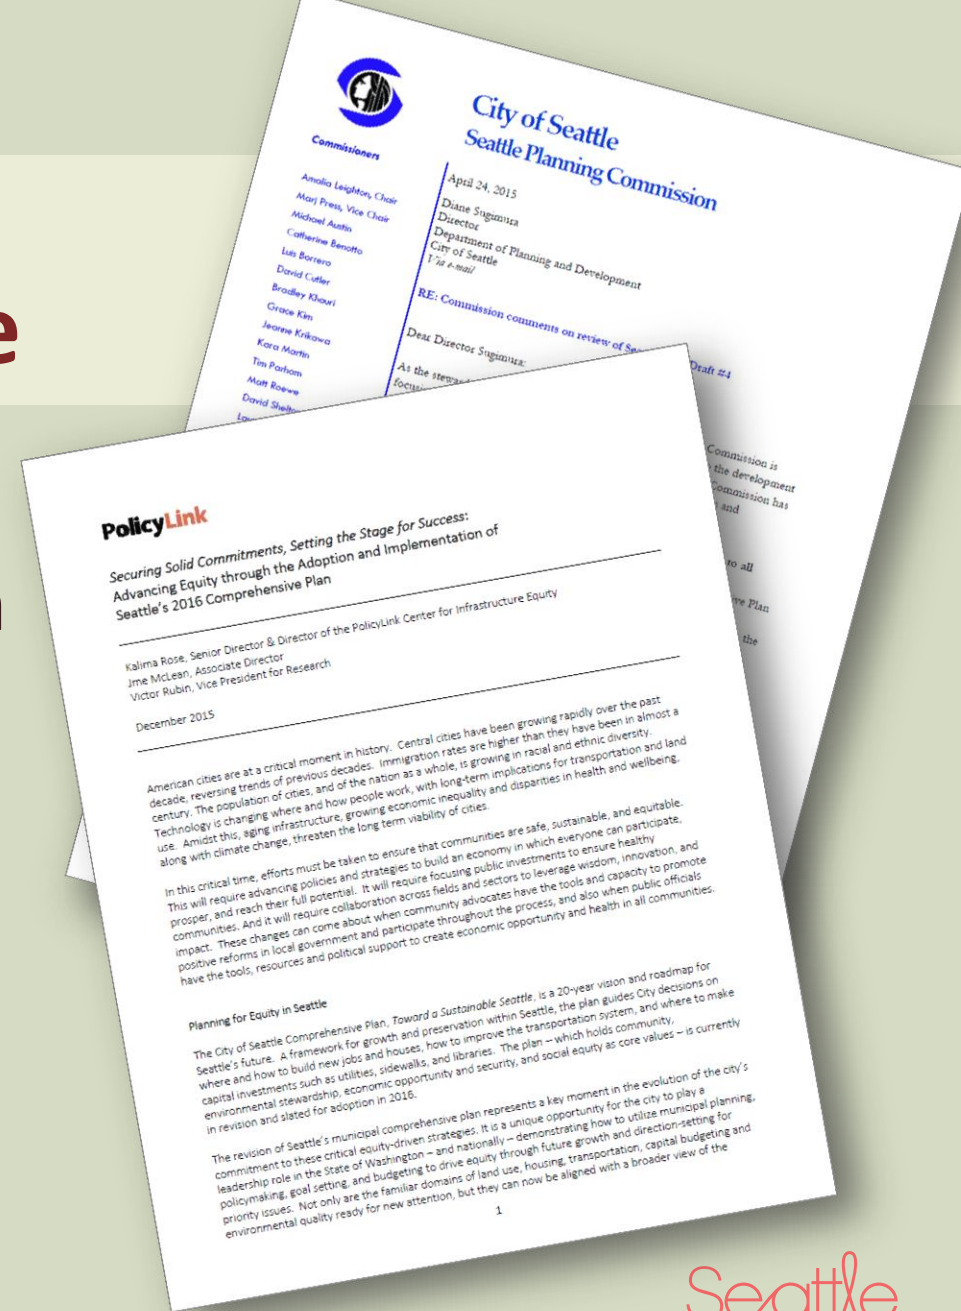 City of Seattle
Seattle Planning Commission
Commissioners
Amalia Leighton, Chair
Marj Press, Vice Chair
Michael Austin
Catherine Benotto
Luis Borrero
David Cutler
Bradley Khouri
Grace Kim
Jeanne Krikawa
Kara Martin
Tim Parham
Matt Roewe
David
April 24, 2015
Diane Sugimura
Director
Department of Planning and Development
City of Seattle
Via e-mail
RE: Commission comments on review of Draft #4
Dear Director Sugimura:
As the
Commission is
the development
Commission has
and
to all
Plan
the
e
PolicyLink
Securing Solid Commitments, Setting the Stage for Success:
Advancing Equity through the Adoption and Implementation of
Seattle's 2016 Comprehensive Plan
Kalima Rose, Senior Director & Director of the PolicyLink Center for Infrastructure Equity
Jme McLean, Associate Director
Victor Rubin, Vice President for Research
December 2015
American cities are at a critical moment in history. Central cities have been growing rapidly over the past
decade, reversing trends of previous decades. Immigration rates are higher than they have been in almost a
century. The population of cities, and of the nation as a whole, is growing in racial and ethnic diversity.
Technology is changing where and how people work, with long-term implications for transportation and land
use. Amidst this, aging infrastructure, growing economic inequality and disparities in health and wellbeing,
along with climate change, threaten the long term viability of cities.
In this critical time, efforts must be taken to ensure that communities are safe, sustainable, and equitable.
This will require advancing policies and strategies to build an economy in which everyone can participate,
prosper, and reach their full potential. It will require focusing public investments to ensure healthy
communities. And it will require collaboration across fields and sectors to leverage wisdom, innovation, and
impact. These changes can come about when community advocates have the tools and capacity to promote
positive reforms in local government and participate throughout the process, and also when public officials
have the tools, resources and political support to create economic opportunity and health in all communities.
Planning for Equity in Seattle
The City of Seattle Comprehensive Plan, Toward a Sustainable Seattle, is a 20-year vision and roadmap for
Seattle's future. A framework for growth and preservation within Seattle, the plan guides City decisions on
where and how to build new jobs and houses, how to improve the transportation system, and where to make
capital investments such as utilities, sidewalks, and libraries. The plan – which holds community,
environmental stewardship, economic opportunity and security, and social equity as core values – is currently
in revision and slated for adoption in 2016.
The revision of Seattle's municipal comprehensive plan represents a key moment in the evolution of the city's
commitment to these critical equity-driven strategies. It is a unique opportunity for the city to play a
leadership role in the State of Washington – and nationally – demonstrating how to utilize municipal planning,
policymaking, goal setting, and budgeting to drive equity through future growth and direction-setting for
priority issues. Not only are the familiar domains of land use, housing, transportation, capital budgeting and
environmental quality ready for new attention, but they can now be aligned with a broader view of the
1
Seattle